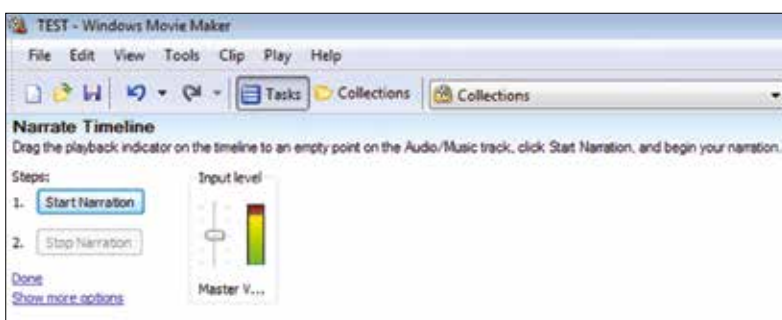 TEST - Windows Movie Maker
File Edit View Tools Clip Play Help
Tasks Collections Collections
Narrate Timeline
Drag the playback indicator on the timeline to an empty point on the Audio/Music track, click Start Narration, and begin your narration.
Steps: Input level
1. Start Narration
2. Stop Narration
Done
Master V...
Show more options